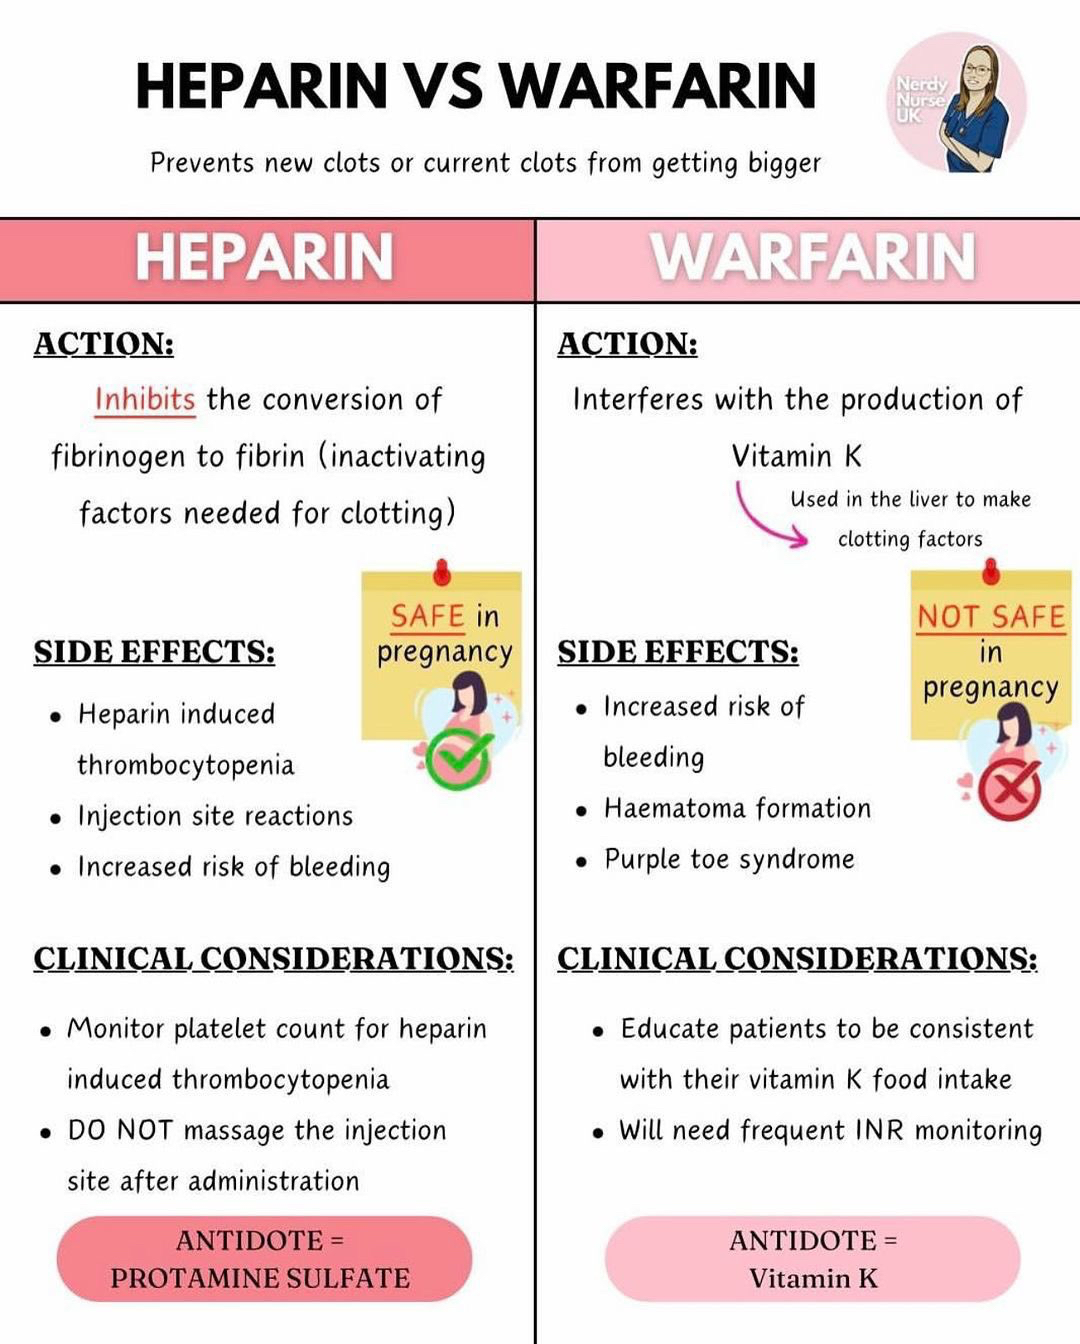 HEPARIN VS WARFARIN
Prevents new clots or current clots from getting bigger
Nerdy
Nurse
UK
HEPARIN
ACTION:
Inhibits the conversion of
fibrinogen to fibrin (inactivating
factors needed for clotting)
SAFE in
pregnancy
SIDE EFFECTS:
• Heparin induced
thrombocytopenia
• Injection site reactions
• Increased risk of bleeding
CLINICAL CONSIDERATIONS:
• Monitor platelet count for heparin
induced thrombocytopenia
• DO NOT massage the injection
site after administration
ANTIDOTE =
PROTAMINE SULFATE
WARFARIN
ACTION:
Interferes with the production of
Vitamin K
Used in the liver to make
clotting factors
NOT SAFE
in
pregnancy
SIDE EFFECTS:
• Increased risk of
bleeding
• Haematoma formation
• Purple toe syndrome
CLINICAL CONSIDERATIONS:
• Educate patients to be consistent
with their vitamin K food intake
• Will need frequent INR monitoring
ANTIDOTE =
Vitamin K